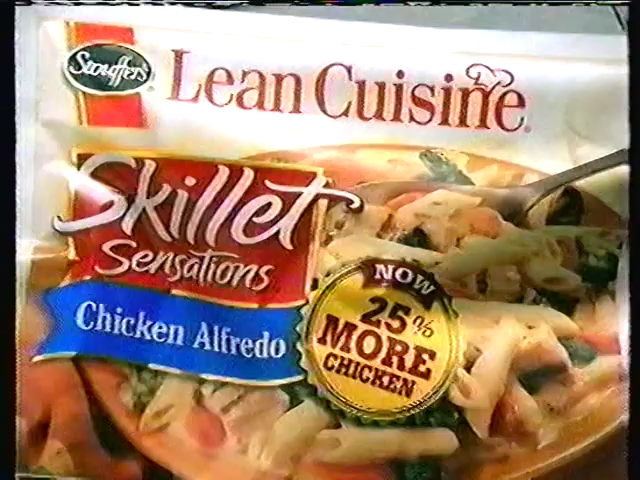 Stouffer's
Lean Cuisine
Skillet
Sensations
Chicken Alfredo
NOW
25%
MORE
CHICKEN